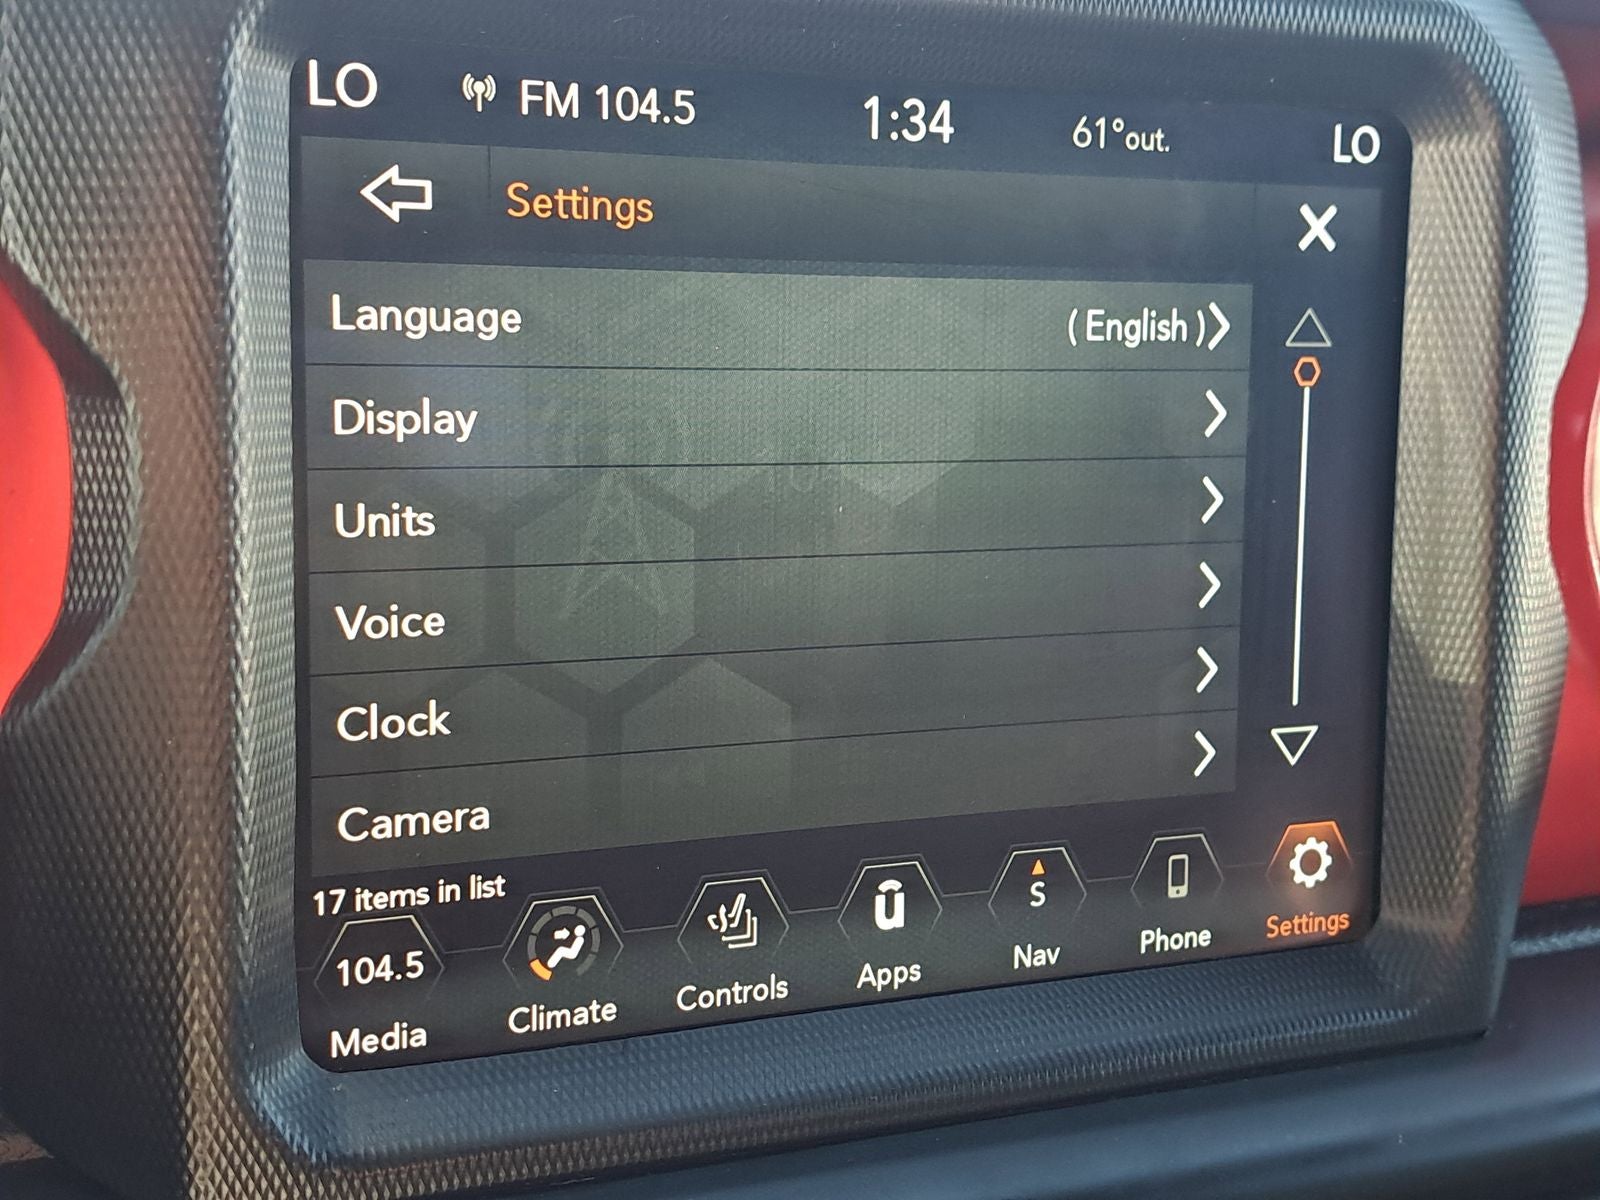 LO FM 104.5 1:34 61°out. LO
Settings X
Language (English)
Display
Units
Voice
Clock
Camera
17 items in list
104.5 ū S
Media Climate Controls Apps Nav Phone Settings